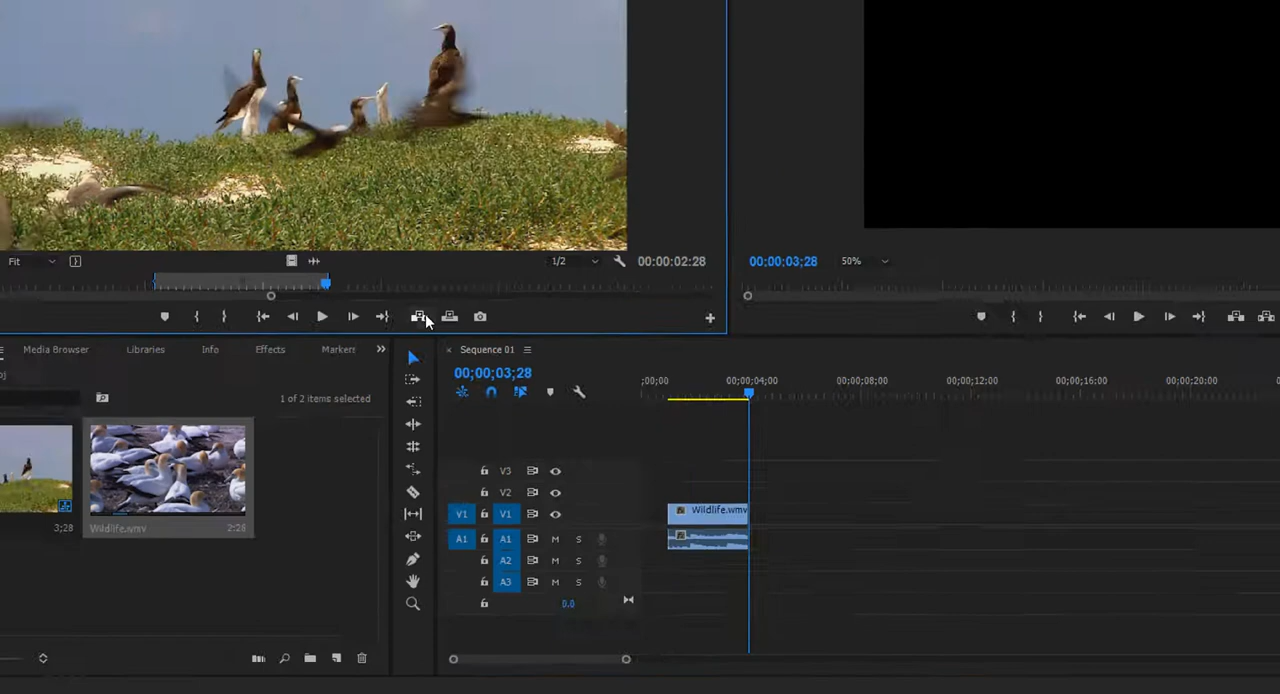 Fit
1/2
00:00:02:28
00;00;03;28
50%
Media Browser
Libraries
Info
Effects
Markers
1 of 2 items selected
3;28
Wildlife.wmv
2:28
Sequence 01
00;00;03;28
;00;00
00;00;04;00
00;00;08;00
00;00;12;00
00;00;16;00
00;00;20;00
V3
V2
V1 V1 Wildlife.wmv
A1 A1 M S
A2 M S
A3 M S
0.0